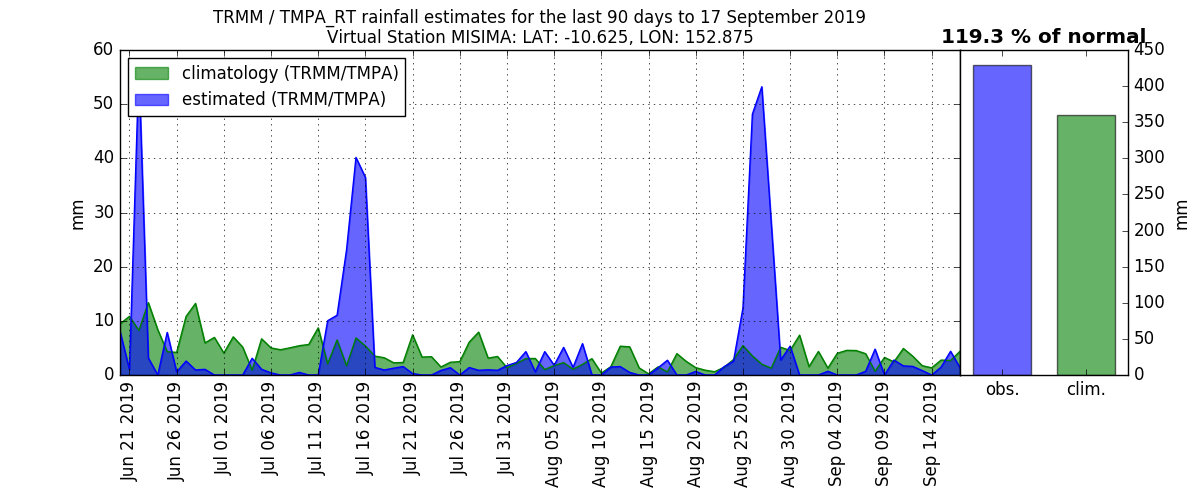 TRMM / TMPA_RT rainfall estimates for the last 90 days to 17 September 2019
Virtual Station MISIMA: LAT: -10.625, LON: 152.875
119.3 % of normal
climatology (TRMM/TMPA)
estimated (TRMM/TMPA)
60
50
40
30
20
10
0
mm
Jun 21 2019
Jun 26 2019
Jul 01 2019
Jul 06 2019
Jul 11 2019
Jul 16 2019
Jul 21 2019
Jul 26 2019
Jul 31 2019
Aug 05 2019
Aug 10 2019
Aug 15 2019
Aug 20 2019
Aug 25 2019
Aug 30 2019
Sep 04 2019
Sep 09 2019
Sep 14 2019
450
400
350
300
250
200
150
100
50
0
mm
obs.
clim.